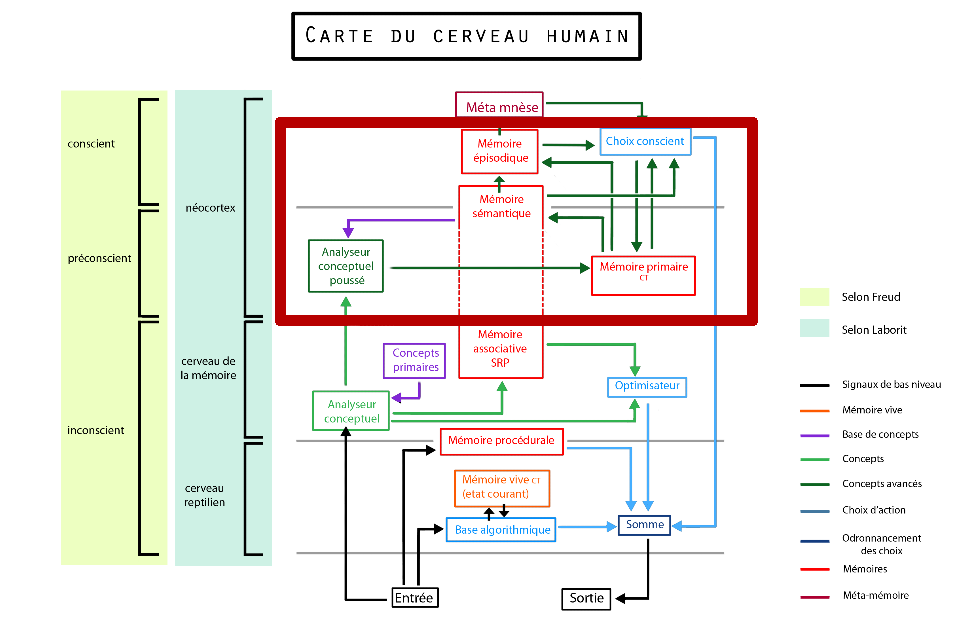 CARTE DU CERVEAU HUMAIN
conscient
préconscient
inconscient
néocortex
cerveau de
la mémoire
cerveau
reptilien
Méta mnèse
Mémoire
épisodique
Choix conscient
Mémoire
sémantique
Analyseur
conceptuel
poussé
Mémoire primaire
CT
Mémoire
associative
SRP
Concepts
primaires
Optimisateur
Analyseur
conceptuel
Mémoire procédurale
Mémoire vive CT
(etat courant)
Base algorithmique
Somme
Entrée
Sortie
Selon Freud
Selon Laborit
Signaux de bas niveau
Mémoire vive
Base de concepts
Concepts
Concepts avancés
Choix d'action
Odronnancement
des choix
Mémoires
Méta-mémoire